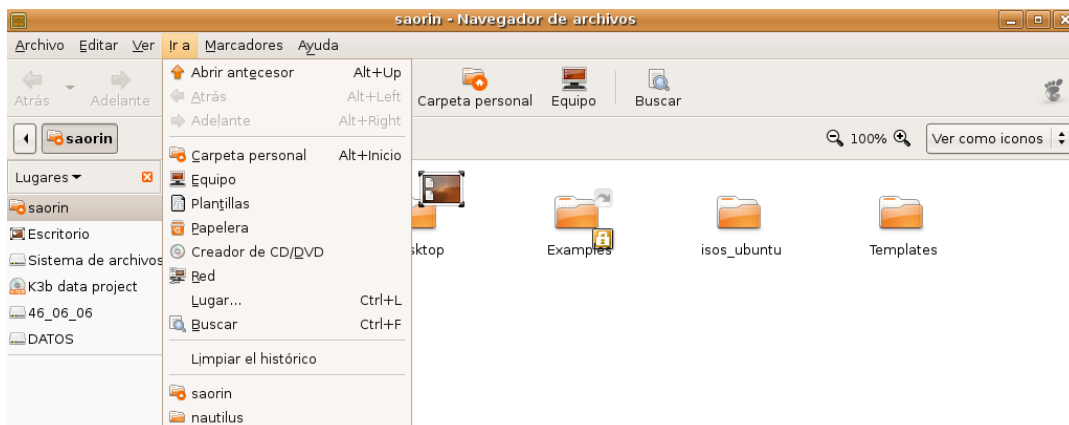 saorin - Navegador de archivos
Archivo Editar Ver Ir a Marcadores Ayuda
Atrás Adelante Carpeta personal Equipo Buscar
saorin 100% Ver como iconos
Lugares
saorin
Escritorio
Sistema de archivos
K3b data project
46_06_06
DATOS
Abrir antecesor Alt+Up
Atrás Alt+Left
Adelante Alt+Right
Carpeta personal Alt+Inicio
Equipo
Plantillas
Papelera
Creador de CD/DVD
Red
Lugar... Ctrl+L
Buscar Ctrl+F
Limpiar el histórico
saorin
nautilus
sktop Examples isos_ubuntu Templates